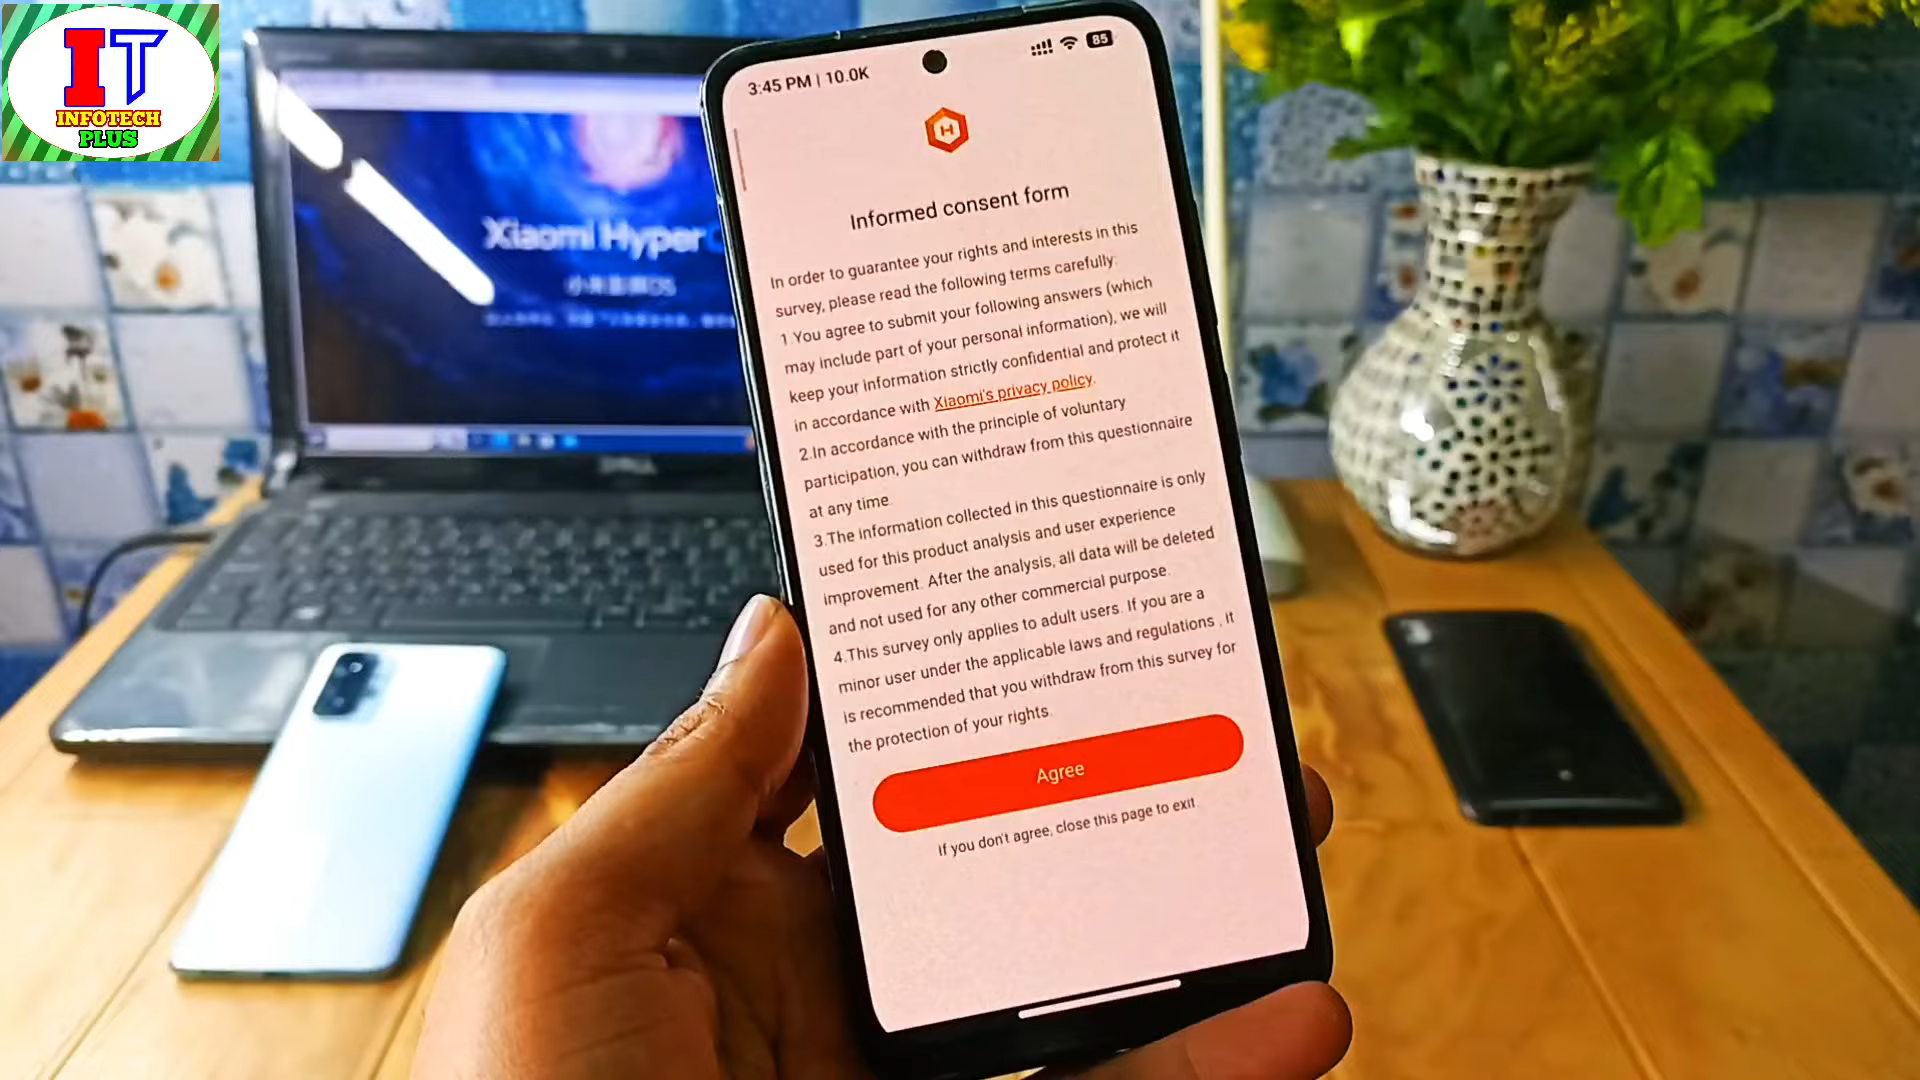 IT
INFOTECH
PLUS
Xiaomi Hyper
DELL
3:45 PM | 10.0K
85
Informed consent form
In order to guarantee your rights and interests in this
survey, please read the following terms carefully:
1.You agree to submit your following answers (which
may include part of your personal information), we will
keep your information strictly confidential and protect it
in accordance with Xiaomi's privacy policy.
2.In accordance with the principle of voluntary
participation, you can withdraw from this questionnaire
at any time.
3.The information collected in this questionnaire is only
used for this product analysis and user experience
improvement. After the analysis, all data will be deleted
and not used for any other commercial purpose.
4.This survey only applies to adult users. If you are a
minor user under the applicable laws and regulations , it
is recommended that you withdraw from this survey for
the protection of your rights.
Agree
If you don't agree, close this page to exit